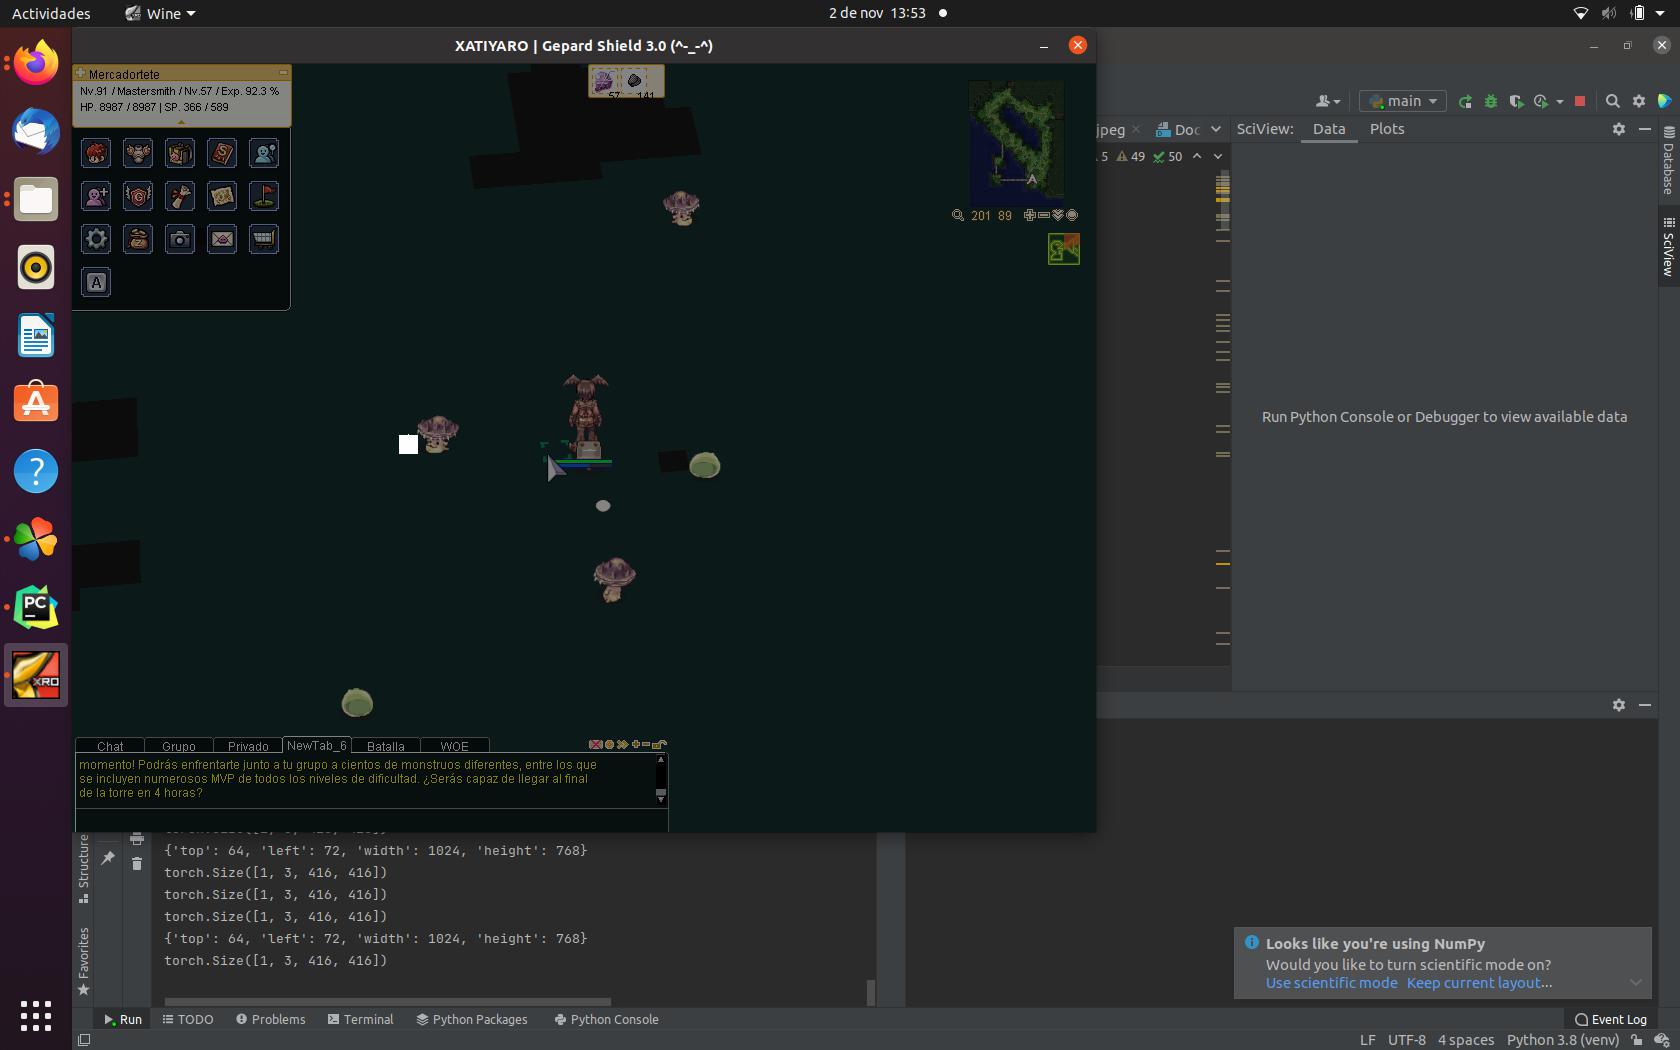 Actividades
Wine
2 de nov 13:53
XATIYARO | Gepard Shield 3.0 (^-_-^)
Mercadortete
Nv.91 / Mastersmith / Nv.57 / Exp. 92.3 %
HP. 8987 / 8987 | SP. 366 / 589
57
141
A
201 89
main
jpeg
Doc
SciView:
Data
Plots
5
49
50
Database
SciView
Run Python Console or Debugger to view available data
PC
XRO
Chat
Grupo
Privado
NewTab_6
Batalla
WOE
momento! Podrás enfrentarte junto a tu grupo a cientos de monstruos diferentes, entre los que
se incluyen numerosos MVP de todos los niveles de dificultad. ¿Serás capaz de llegar al final
de la torre en 4 horas?
{'top': 64, 'left': 72, 'width': 1024, 'height': 768}
torch.Size([1, 3, 416, 416])
torch.Size([1, 3, 416, 416])
torch.Size([1, 3, 416, 416])
{'top': 64, 'left': 72, 'width': 1024, 'height': 768}
torch.Size([1, 3, 416, 416])
Structure
Favorites
Looks like you're using NumPy
Would you like to turn scientific mode on?
Use scientific mode Keep current layout...
Run
TODO
Problems
Terminal
Python Packages
Python Console
Event Log
LF
UTF-8
4 spaces
Python 3.8 (venv)